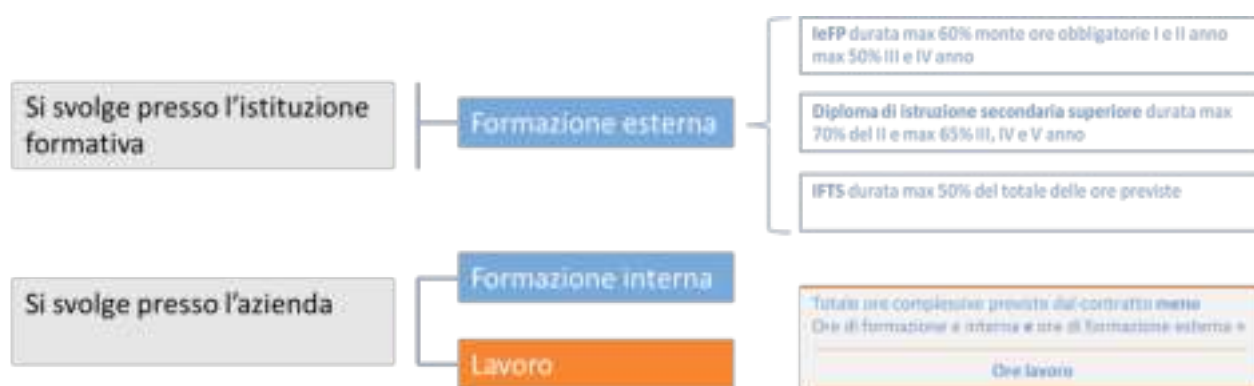 Si svolge presso l'istituzione
formativa
Formazione esterna
IeFP durata max 60% monte ore obbligatorie I e II anno
max 50% III e IV anno
Diploma di istruzione secondaria superiore durata max
70% del II e max 65% III, IV e V anno
IFTS durata max 50% del totale delle ore previste
Si svolge presso l'azienda
Formazione interna
Lavoro
Totale ore complessive previste dal contratto meno
Ore di formazione e interna e ore di formazione esterna =
Ore lavoro